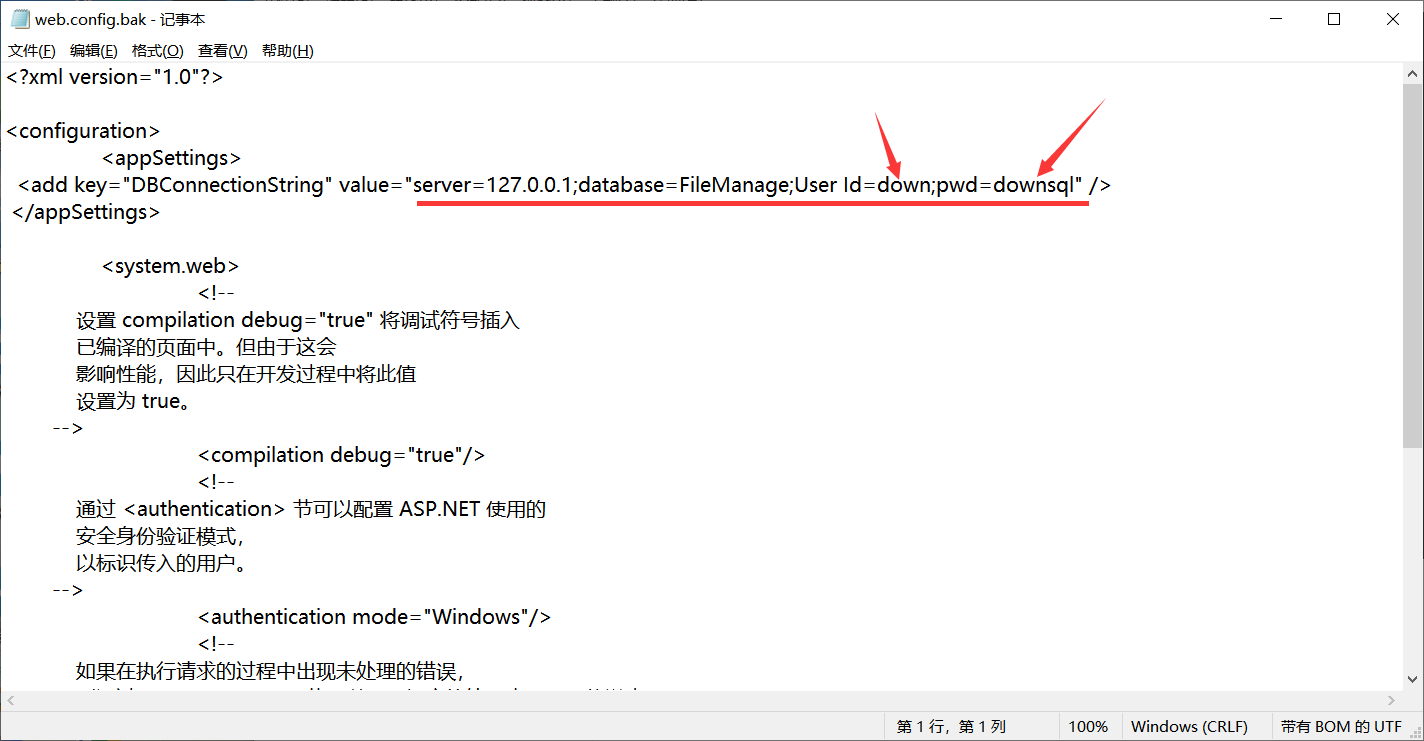 web.config.bak - 记事本
文件(F) 编辑(E) 格式(O) 查看(V) 帮助(H)
<?xml version="1.0"?>
<configuration>
<appSettings>
<add key="DBConnectionString" value="server=127.0.0.1;database=FileManage;User Id=down;pwd=downsql" />
</appSettings>
<system.web>
<!--
设置 compilation debug="true" 将调试符号插入
已编译的页面中。但由于这会
影响性能，因此只在开发过程中将此值
设置为 true。
-->
<compilation debug="true"/>
<!--
通过 <authentication> 节可以配置 ASP.NET 使用的
安全身份验证模式，
以标识传入的用户。
-->
<authentication mode="Windows"/>
<!--
如果在执行请求的过程中出现未处理的错误，
第 1 行，第 1 列 100% Windows (CRLF) 带有 BOM 的 UTF